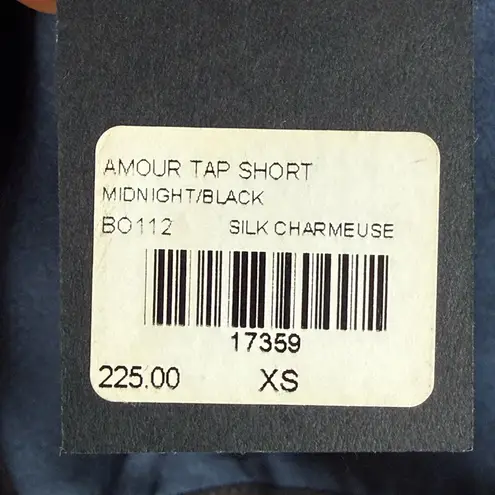 AMOUR TAP SHORT
MIDNIGHT/BLACK
BO112 SILK CHARMEUSE
17359
225.00 XS